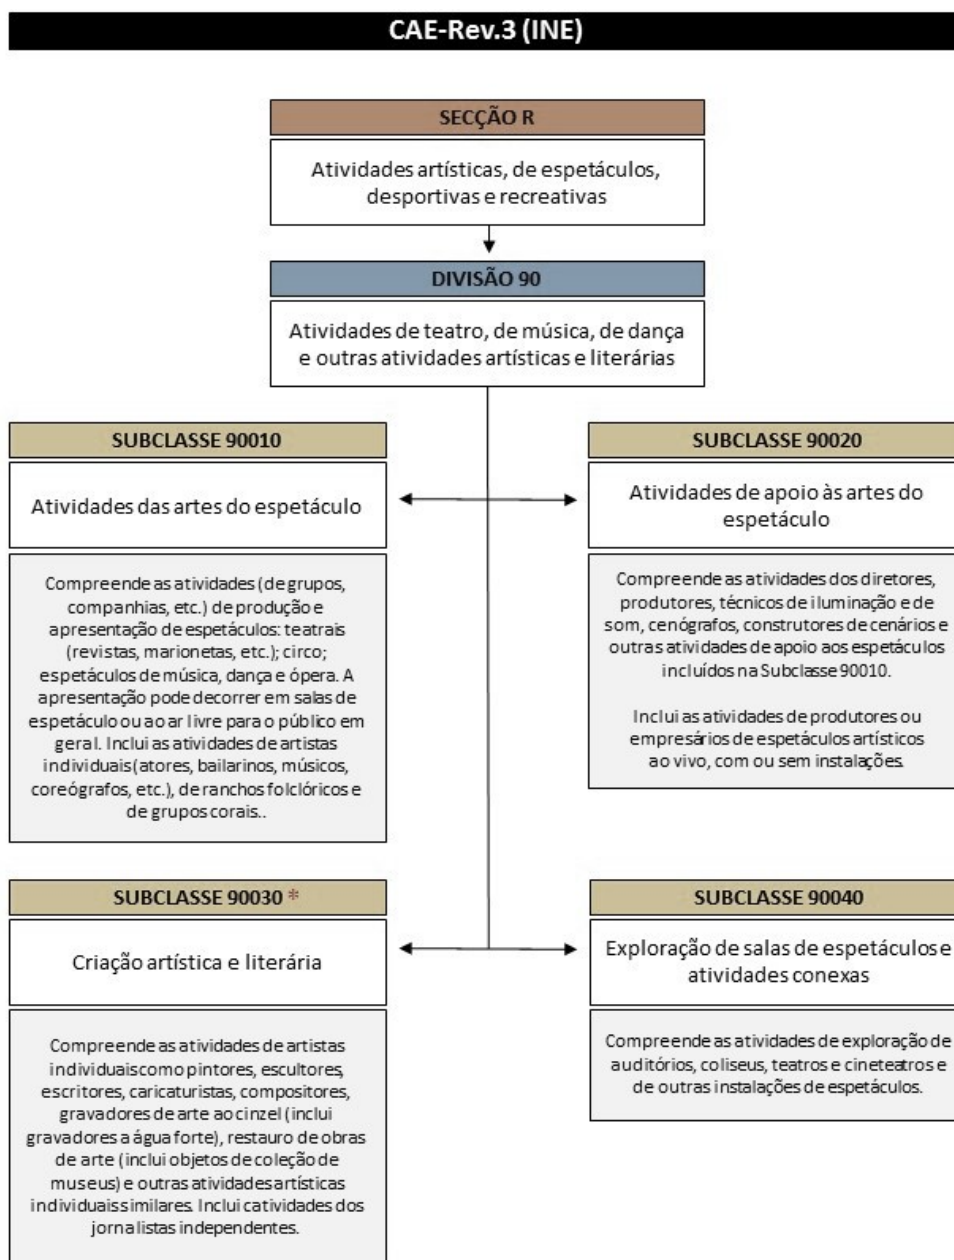 CAE-Rev.3 (INE)
SECÇÃO R
Atividades artísticas, de espetáculos,
desportivas e recreativas
DIVISÃO 90
Atividades de teatro, de música, de dança
e outras atividades artísticas e literárias
SUBCLASSE 90010
Atividades das artes do espetáculo
Compreende as atividades (de grupos,
companhias, etc.) de produção e
apresentação de espetáculos: teatrais
(revistas, marionetas, etc.); circo;
espetáculos de música, dança e ópera. A
apresentação pode decorrer em salas de
espetáculo ou ao ar livre para o público em
geral. Inclui as atividades de artistas
individuais (atores, bailarinos, músicos,
coreógrafos, etc.), de ranchos folclóricos e
de grupos corais..
SUBCLASSE 90020
Atividades de apoio às artes do
espetáculo
Compreende as atividades dos diretores,
produtores, técnicos de iluminação e de
som, cenógrafos, construtores de cenários e
outras atividades de apoio aos espetáculos
incluídos na Subclasse 90010.
Inclui as atividades de produtores ou
empresários de espetáculos artísticos
ao vivo, com ou sem instalações.
SUBCLASSE 90030 *
Criação artística e literária
Compreende as atividades de artistas
individuais como pintores, escultores,
escritores, caricaturistas, compositores,
gravadores de arte ao cinzel (inclui
gravadores a água forte), restauro de obras
de arte (inclui objetos de coleção de
museus) e outras atividades artísticas
individuais similares. Inclui catividades dos
jornalistas independentes.
SUBCLASSE 90040
Exploração de salas de espetáculos e
atividades conexas
Compreende as atividades de exploração de
auditórios, coliseus, teatros e cineteatros e
de outras instalações de espetáculos.